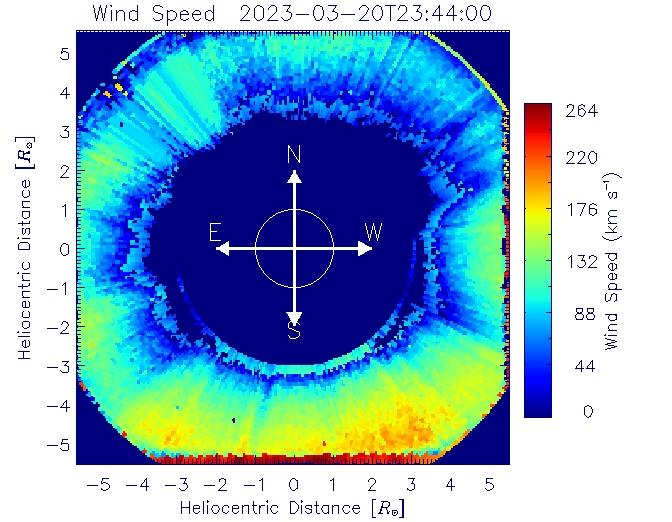 Wind Speed 2023-03-20T23:44:00
5
4
3
2
1
0
-1
-2
-3
-4
-5
Heliocentric Distance [R⊙]
N
E W
S
-5 -4 -3 -2 -1 0 1 2 3 4 5
Heliocentric Distance [R⊙]
264
220
176
132
88
44
0
Wind Speed (km s⁻¹)